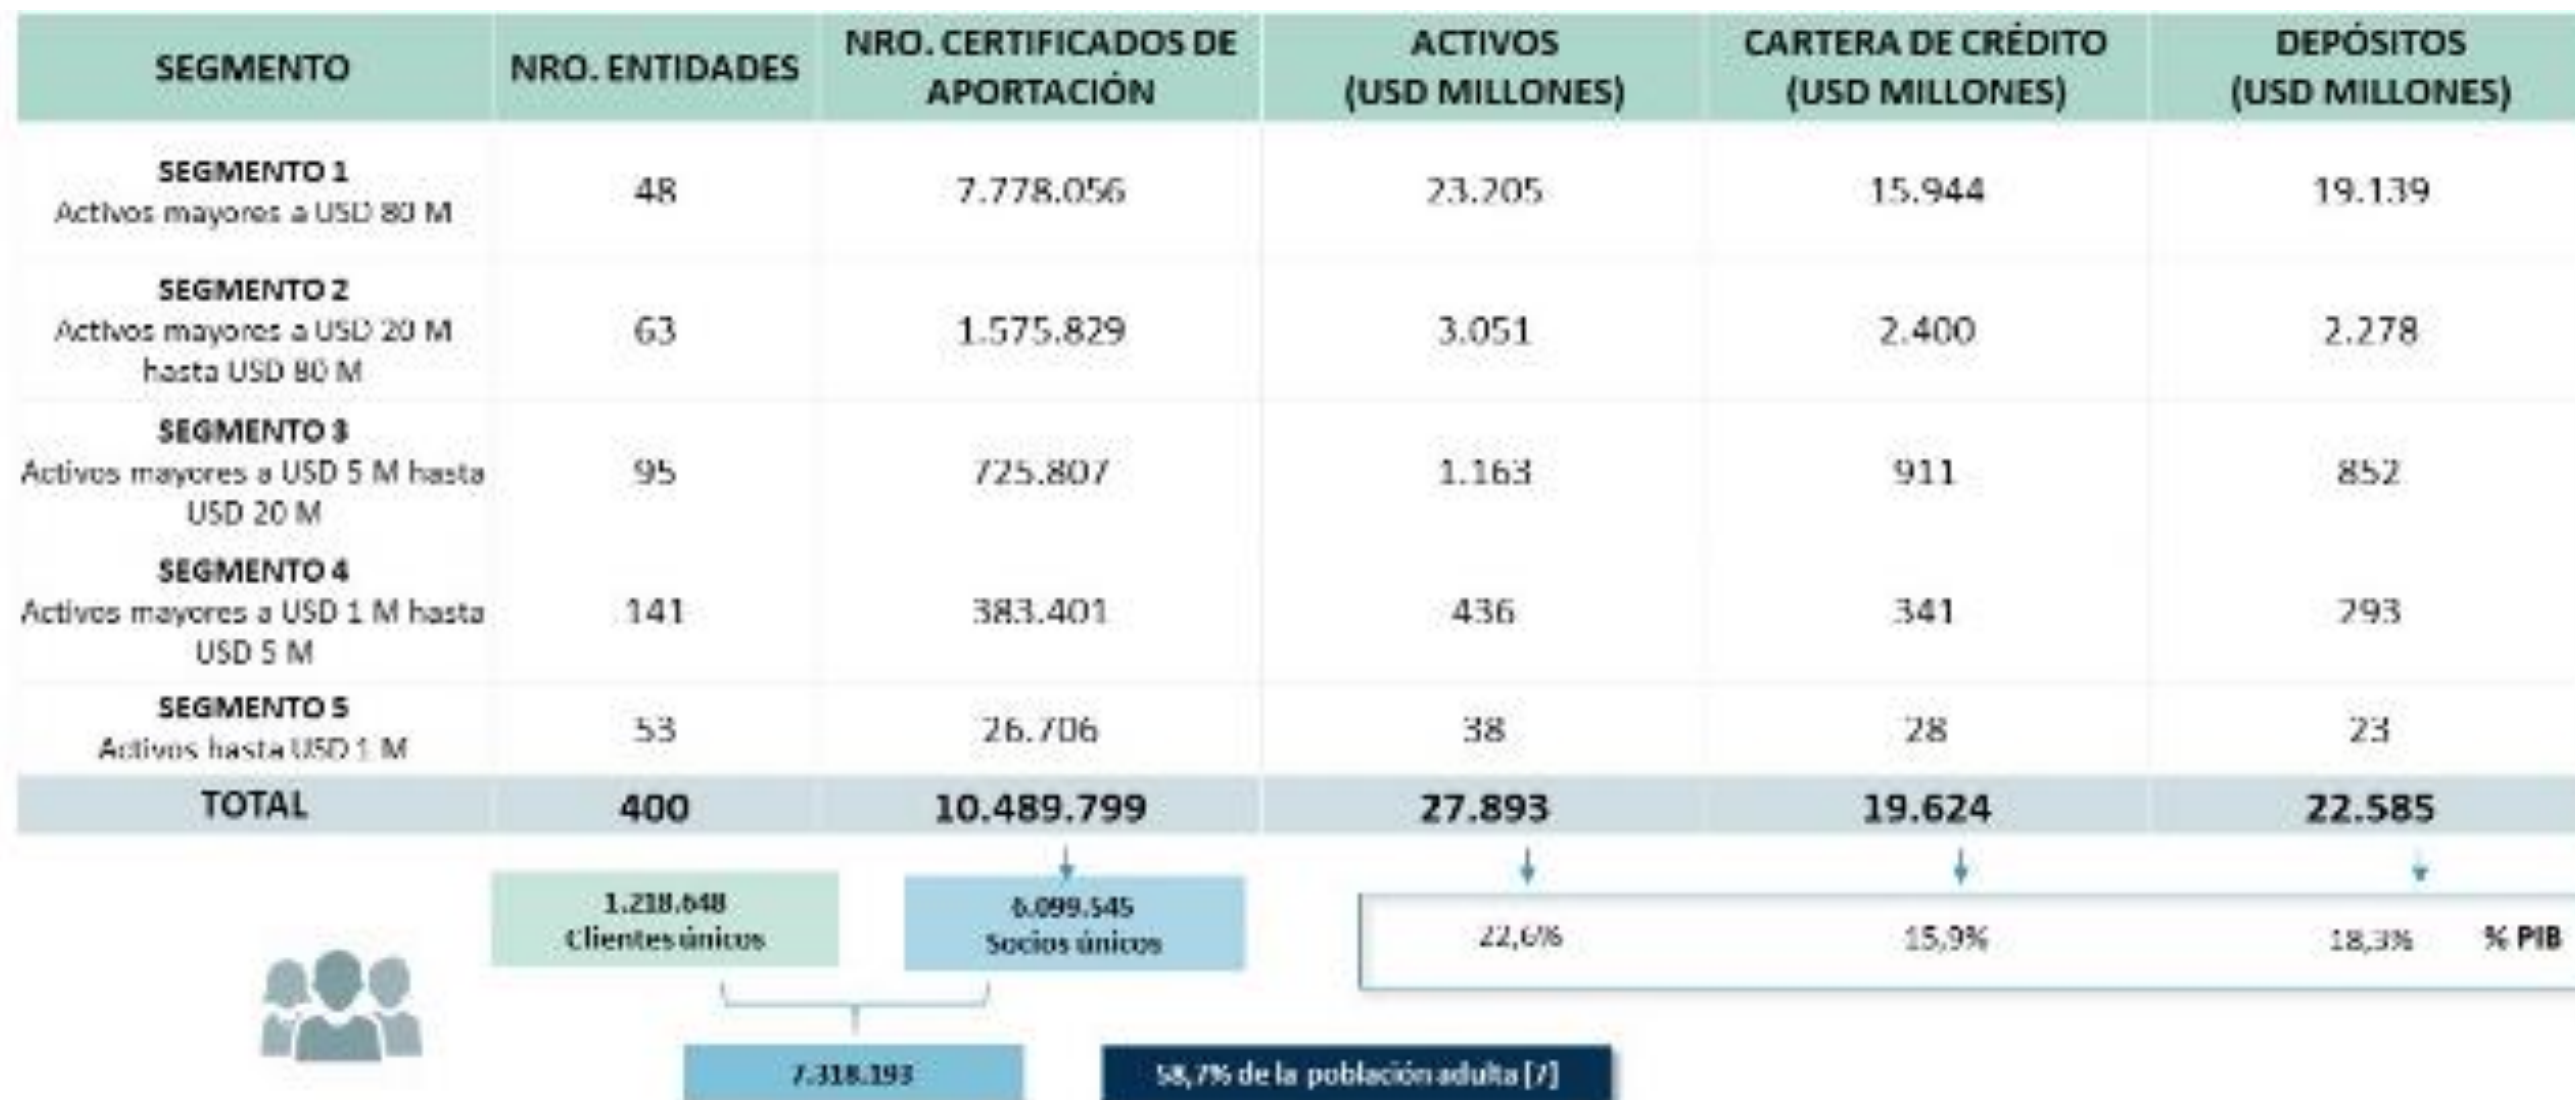 SEGMENTO NRO. ENTIDADES NRO. CERTIFICADOS DE APORTACIÓN ACTIVOS (USD MILLONES) CARTERA DE CRÉDITO (USD MILLONES) DEPÓSITOS (USD MILLONES)
SEGMENTO 1
Activos mayores a USD 80 M
48 7.778.056 23.205 15.944 19.139
SEGMENTO 2
Activos mayores a USD 20 M
hasta USD 80 M
63 1.575.829 3.051 2.400 2.278
SEGMENTO 3
Activos mayores a USD 5 M hasta
USD 20 M
95 725.807 1.163 911 852
SEGMENTO 4
Activos mayores a USD 1 M hasta
USD 5 M
141 383.401 436 341 293
SEGMENTO 5
Activos hasta USD 1 M
53 26.706 38 28 23
TOTAL 400 10.489.799 27.893 19.624 22.585
1.218.648
Clientes únicos
6.099.545
Socios únicos
22,6% 15,9% 18,3% % PIB
7.318.193
58,7% de la población adulta [7]